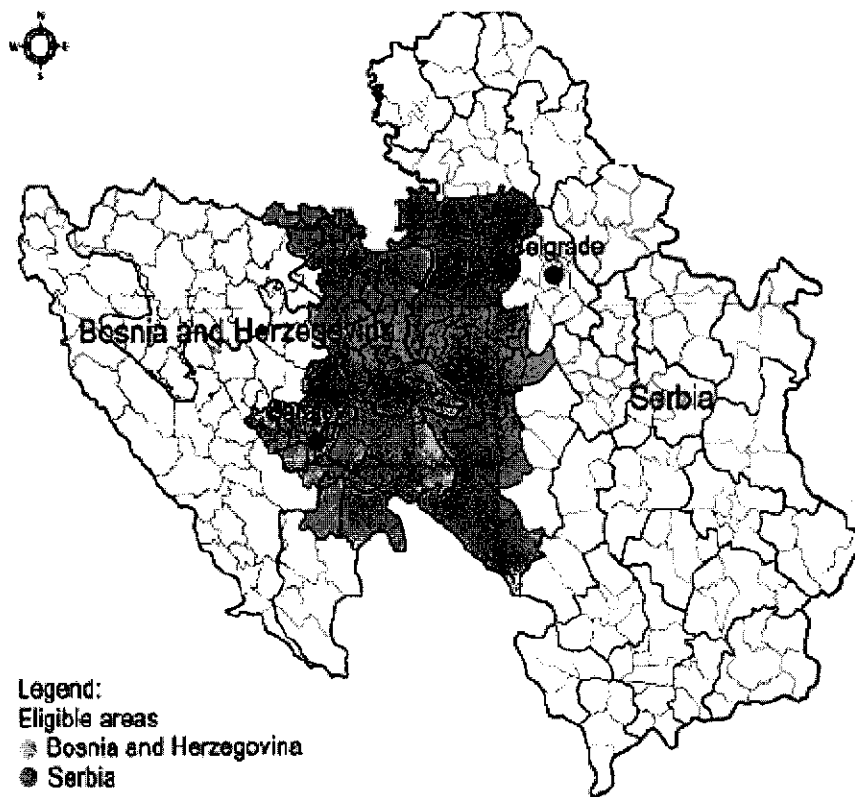 N
W E
S
Belgrade
Bosnia and Herzegovina
Serbia
Legend:
Eligible areas
Bosnia and Herzegovina
Serbia